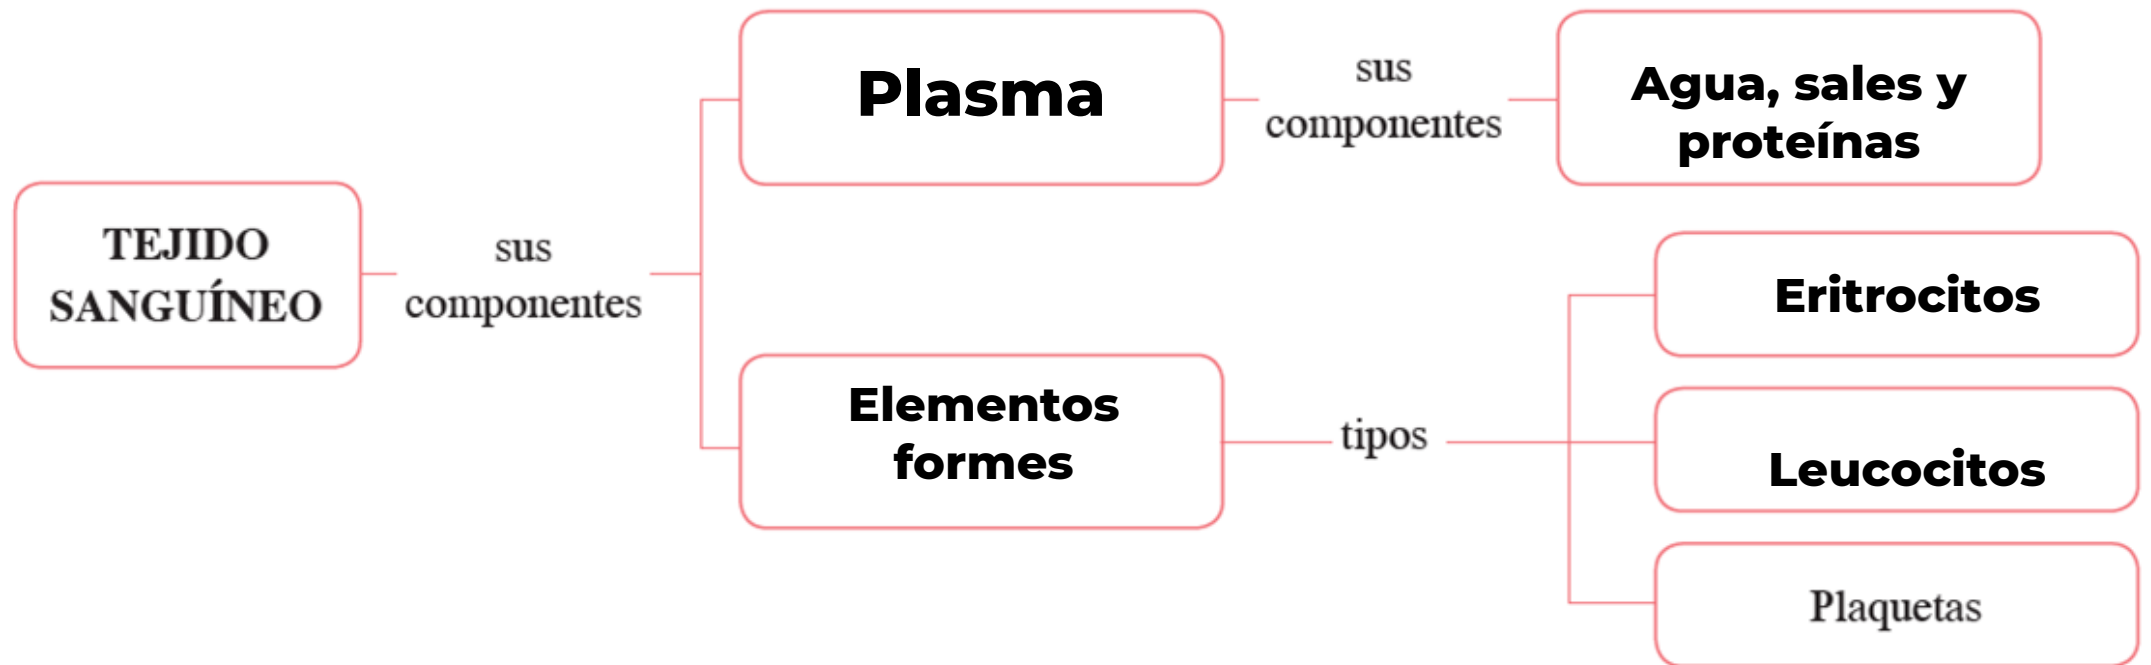 TEJIDO
SANGUÍNEO
sus
componentes
Plasma
sus
componentes
Agua, sales y
proteínas
Elementos
formes
tipos
Eritrocitos
Leucocitos
Plaquetas